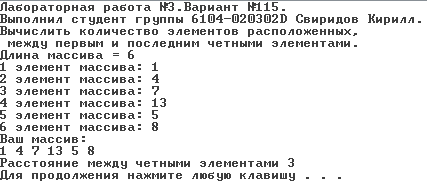 Лабораторная работа №3.Вариант №115.
Выполнил студент группы 6104-020302D Свиридов Кирилл.
Вычислить количество элементов расположенных,
между первым и последним четными элементами.
Длина массива = 6
1 элемент массива: 1
2 элемент массива: 4
3 элемент массива: 7
4 элемент массива: 13
5 элемент массива: 5
6 элемент массива: 8
Ваш массив:
1 4 7 13 5 8
Расстояние между четными элементами 3
Для продолжения нажмите любую клавишу . . .